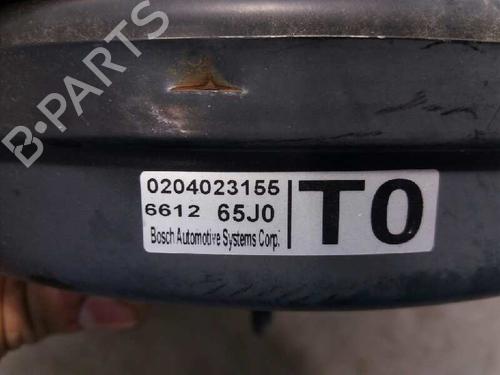 B-PARTS
0204023155
6612 65J0
Bosch Automotive Systems Corp.
T0